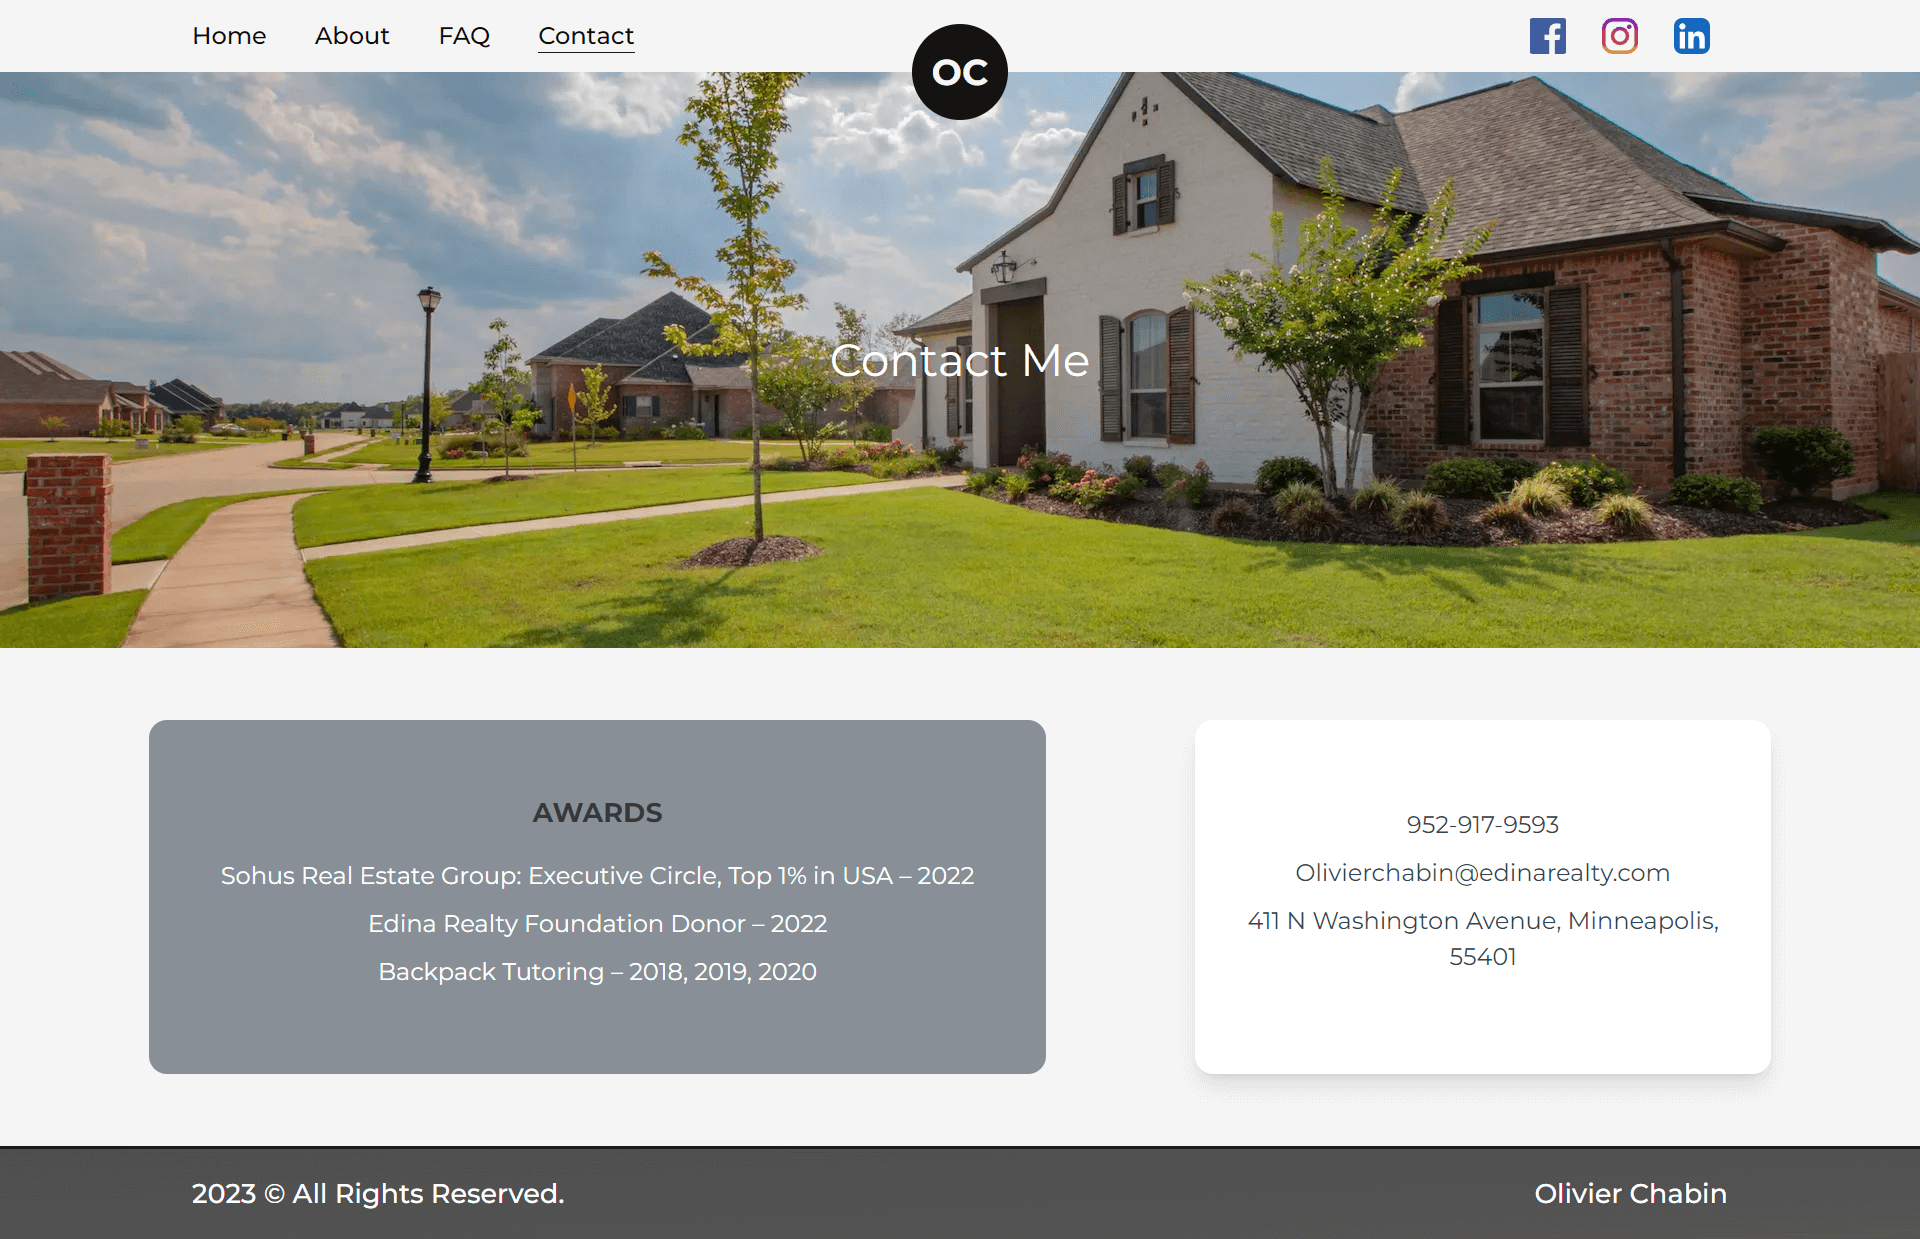 Home About FAQ Contact
OC
Contact Me
AWARDS
Sohus Real Estate Group: Executive Circle, Top 1% in USA – 2022
Edina Realty Foundation Donor – 2022
Backpack Tutoring – 2018, 2019, 2020
952-917-9593
Olivierchabin@edinarealty.com
411 N Washington Avenue, Minneapolis,
55401
2023 © All Rights Reserved.
Olivier Chabin